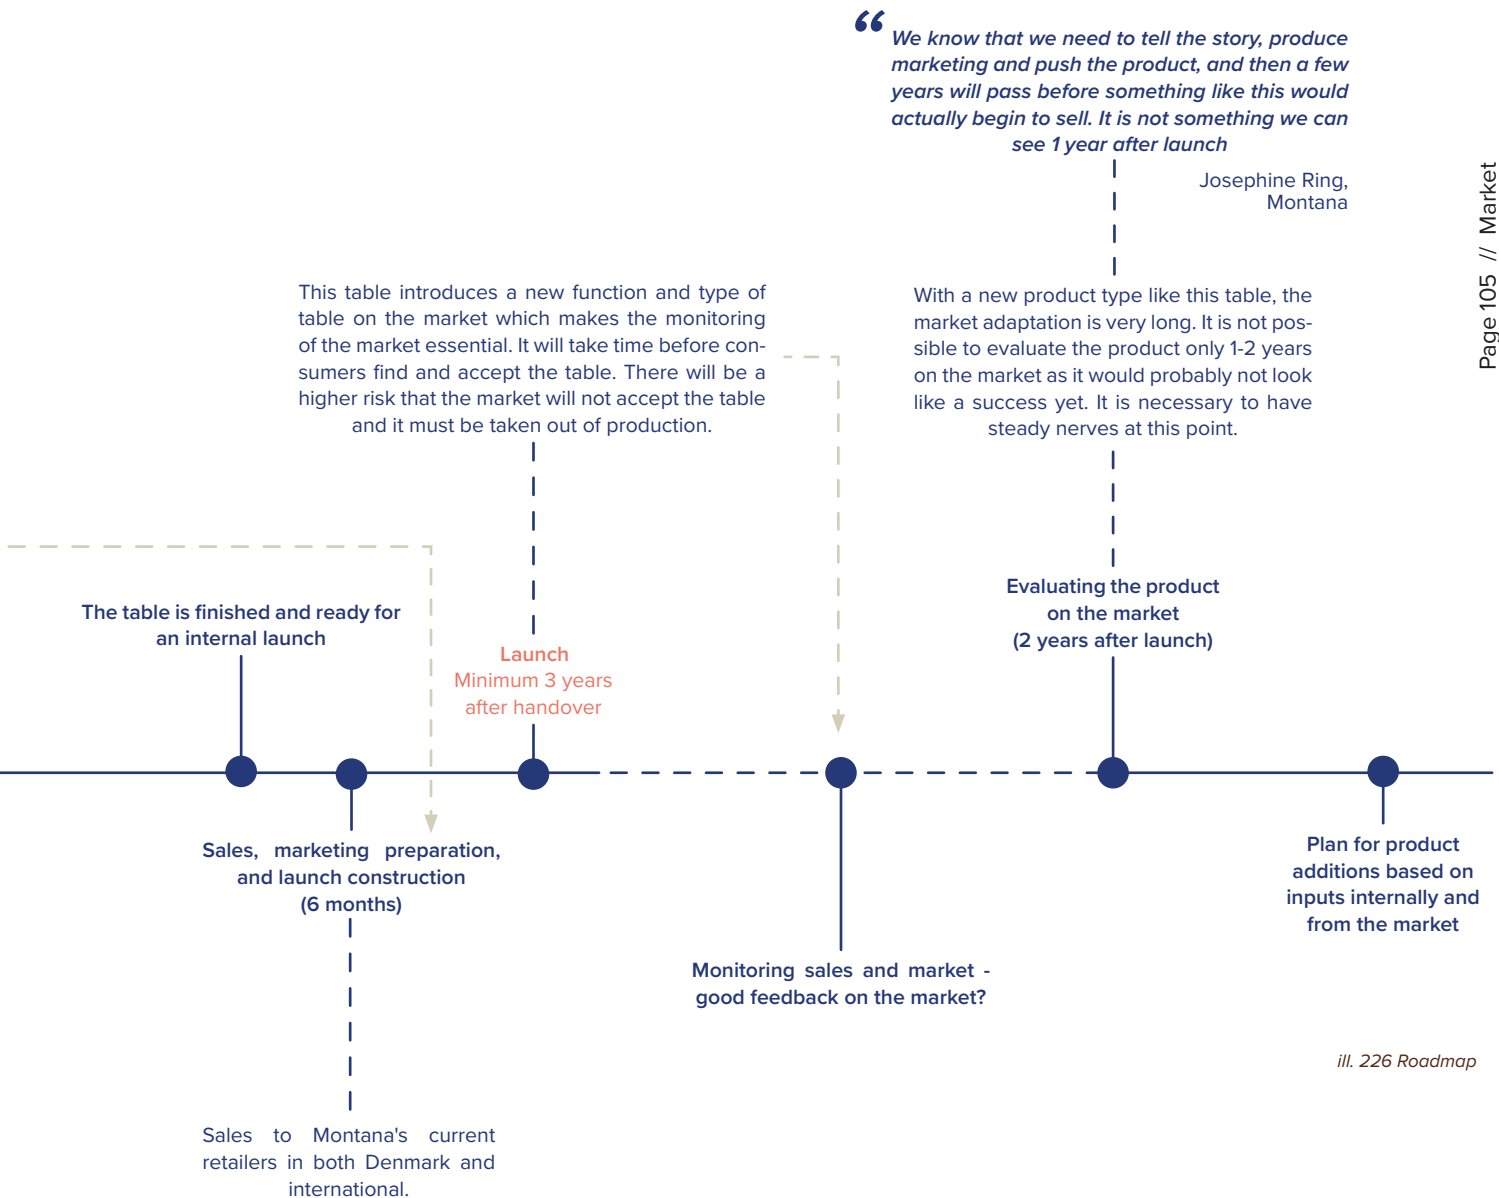 “ We know that we need to tell the story, produce
marketing and push the product, and then a few
years will pass before something like this would
actually begin to sell. It is not something we can
see 1 year after launch
Josephine Ring,
Montana
Page 105 // Market
This table introduces a new function and type of
table on the market which makes the monitoring
of the market essential. It will take time before con-
sumers find and accept the table. There will be a
higher risk that the market will not accept the table
and it must be taken out of production.
With a new product type like this table, the
market adaptation is very long. It is not pos-
sible to evaluate the product only 1-2 years
on the market as it would probably not look
like a success yet. It is necessary to have
steady nerves at this point.
The table is finished and ready for
an internal launch
Launch
Minimum 3 years
after handover
Evaluating the product
on the market
(2 years after launch)
Sales, marketing preparation,
and launch construction
(6 months)
Plan for product
additions based on
inputs internally and
from the market
Monitoring sales and market -
good feedback on the market?
ill. 226 Roadmap
Sales to Montana's current
retailers in both Denmark and
international.